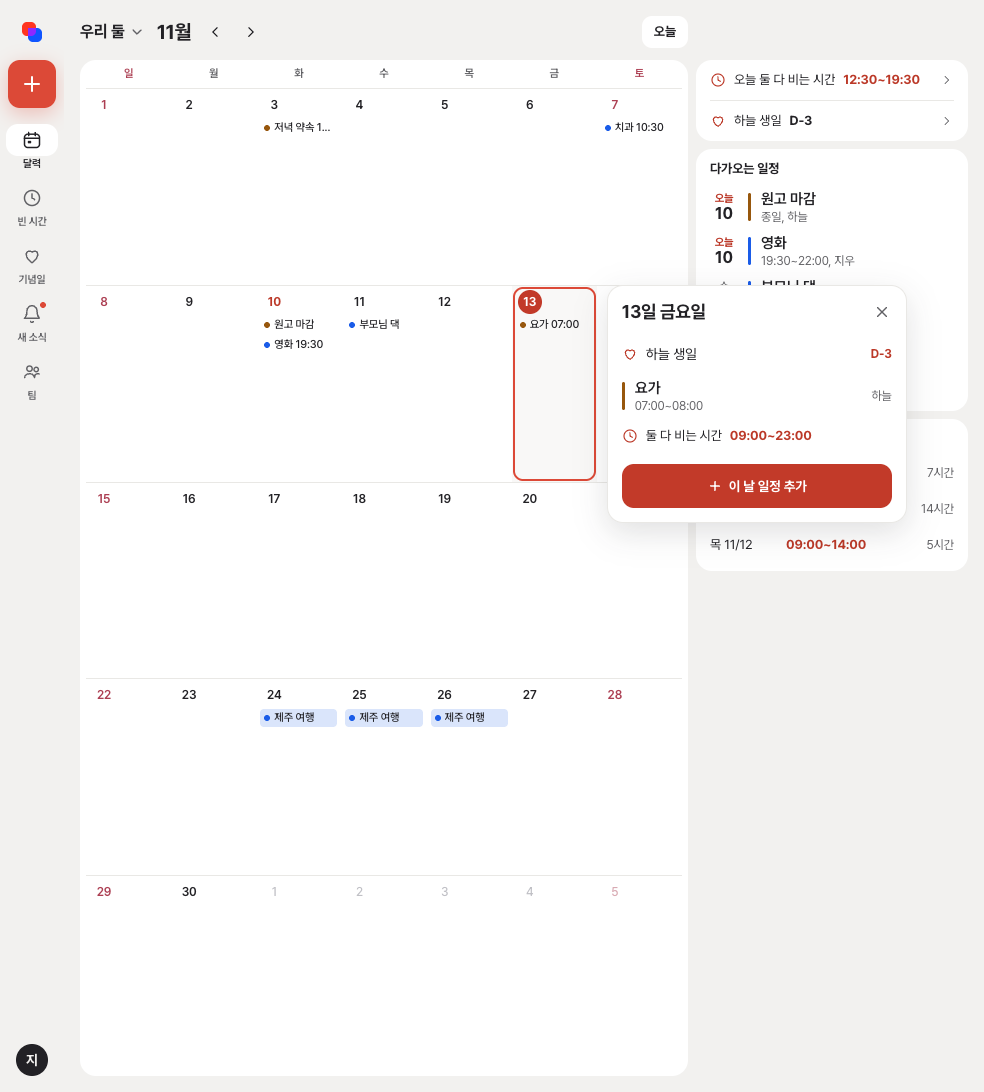 우리 둘
11월
오늘
달력
빈 시간
기념일
새 소식
팀
지
일 월 화 수 목 금 토
1 2 3 4 5 6 7
저녁 약속 1...
치과 10:30
8 9 10 11 12 13
원고 마감
부모님 댁
요가 07:00
영화 19:30
15 16 17 18 19 20
22 23 24 25 26 27 28
제주 여행 제주 여행 제주 여행
29 30 1 2 3 4 5
오늘 둘 다 비는 시간 12:30~19:30
하늘 생일 D-3
다가오는 일정
오늘
10
원고 마감
종일, 하늘
오늘
10
영화
19:30~22:00, 지우
13일 금요일
하늘 생일 D-3
요가
07:00~08:00
하늘
둘 다 비는 시간 09:00~23:00
이 날 일정 추가
7시간
14시간
목 11/12 09:00~14:00 5시간